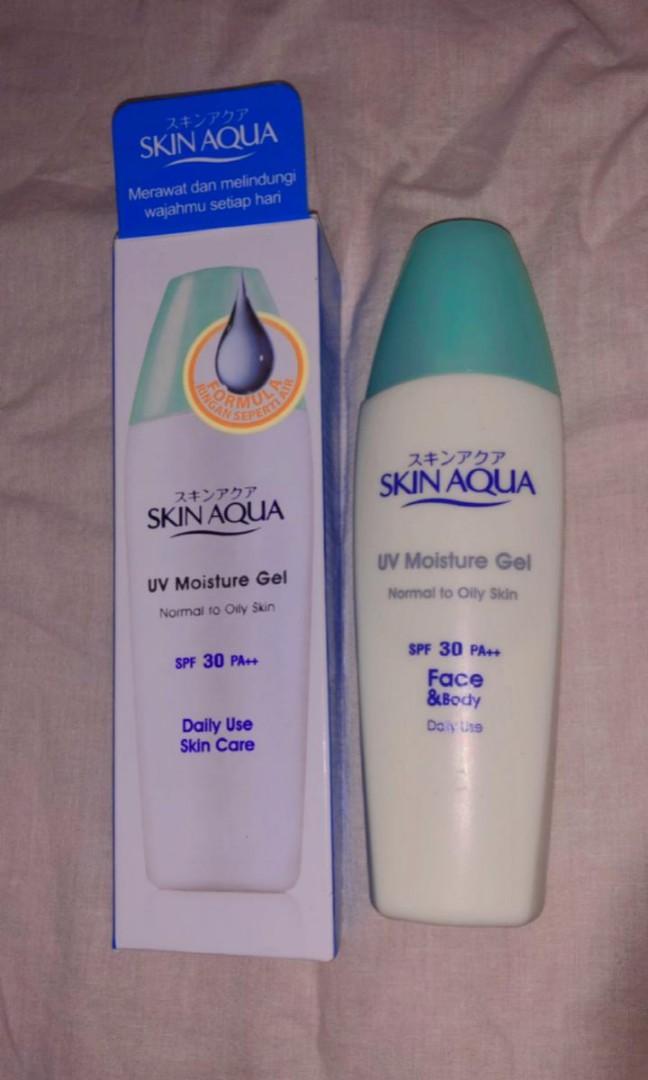 スキンアクア
SKIN AQUA
Merawat dan melindungi
wajahmu setiap hari
FORMULA
RINGAN SEPERTI AIR
スキンアクア
SKIN AQUA
UV Moisture Gel
Normal to Oily Skin
SPF 30 PA++
Daily Use
Skin Care
スキンアクア
SKIN AQUA
UV Moisture Gel
Normal to Oily Skin
SPF 30 PA++
Face
&Body
Daily Use